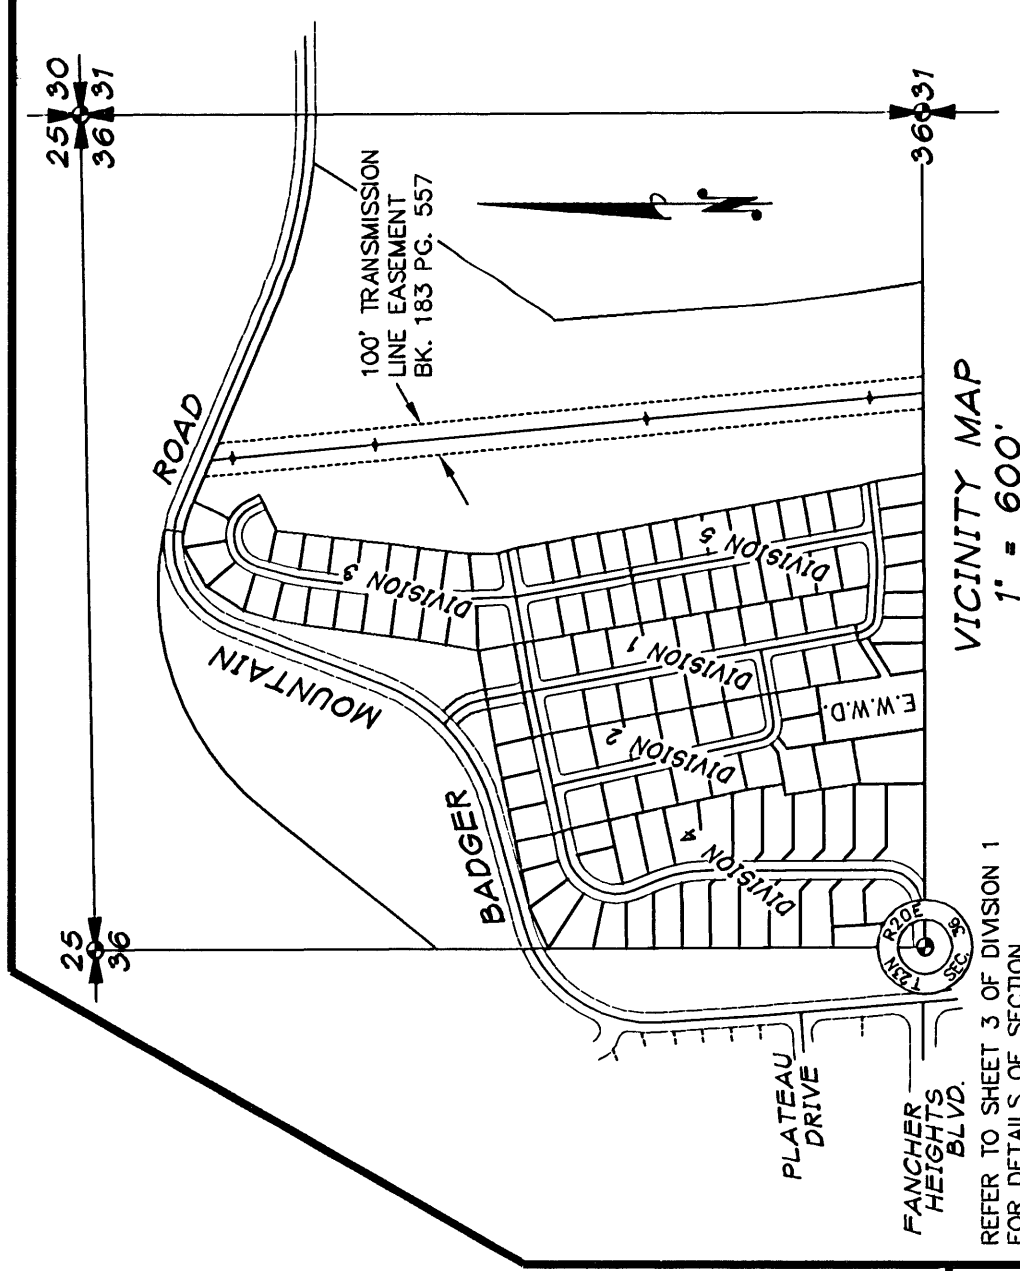 25 30
36 31
25
36
36 31
100' TRANSMISSION
LINE EASEMENT
BK. 183 PG. 557
N
BADGER
MOUNTAIN
ROAD
DIVISION 3
DIVISION 5
DIVISION 1
DIVISION 2
DIVISION 4
E.W.W.D.
T23N R20E
SEC. 36
PLATEAU
DRIVE
FANCHER
HEIGHTS
BLVD.
VICINITY MAP
1" = 600'
REFER TO SHEET 3 OF DIVISION 1
FOR DETAILS OF SECTION